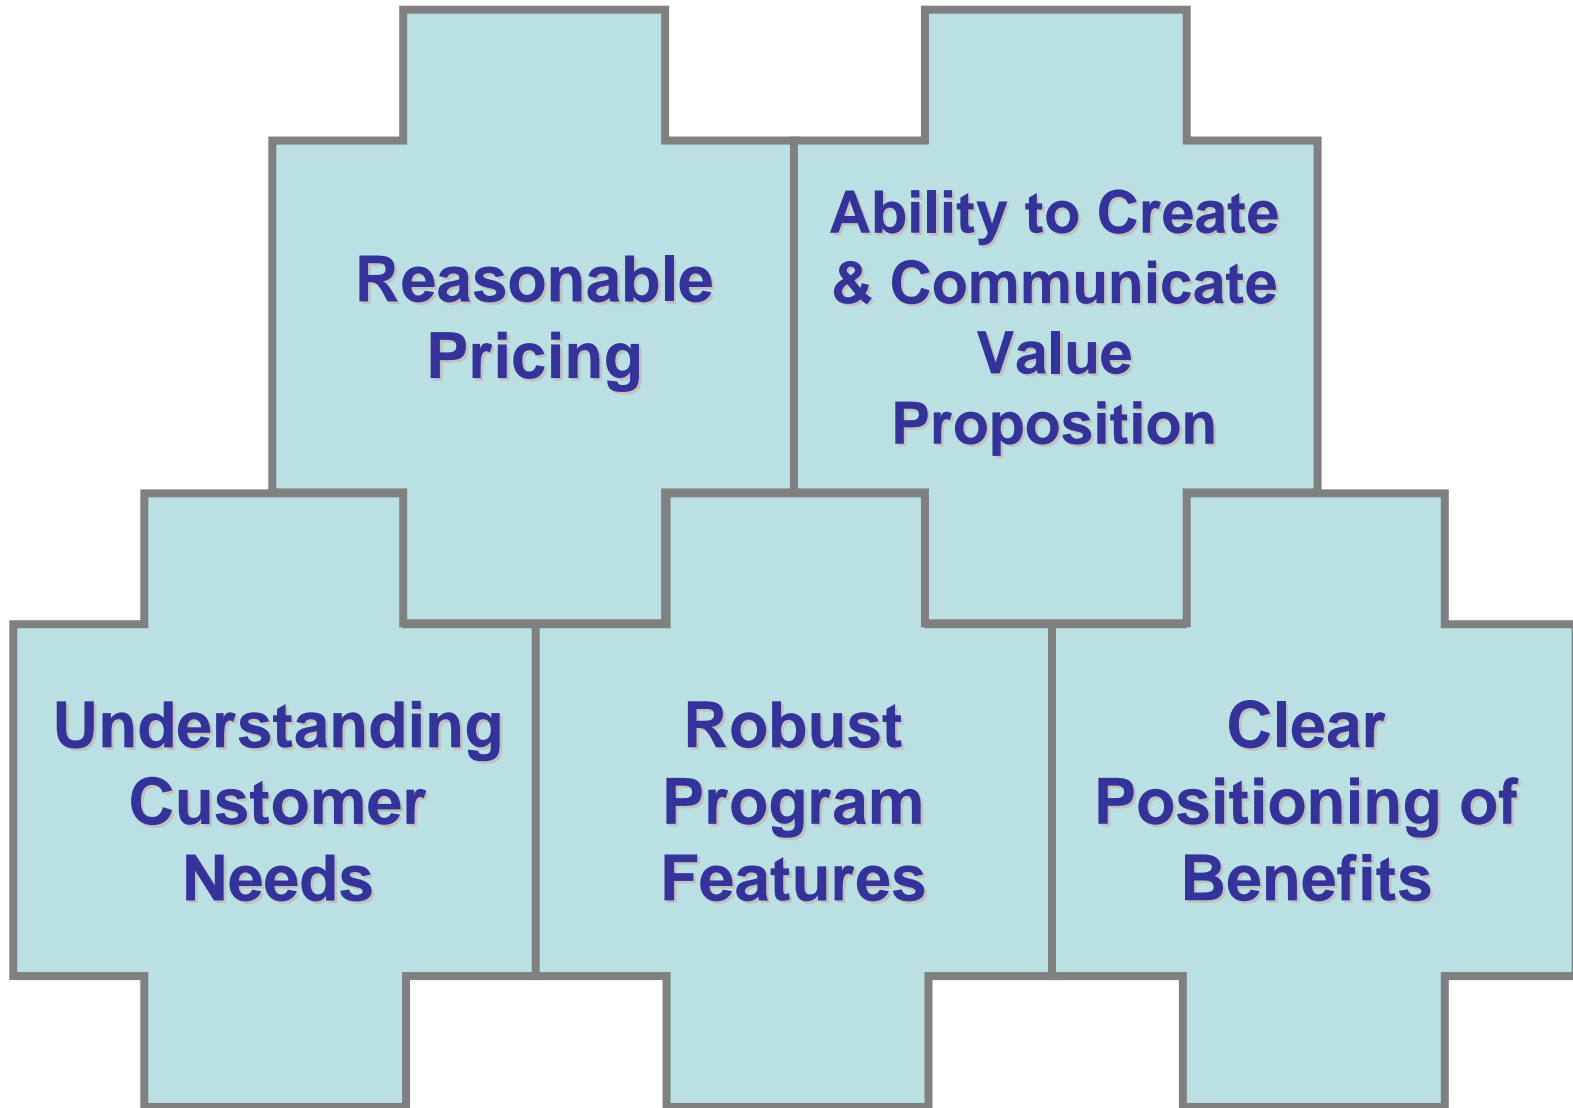 Reasonable
Pricing
Ability to Create
& Communicate
Value
Proposition
Understanding
Customer
Needs
Robust
Program
Features
Clear
Positioning of
Benefits